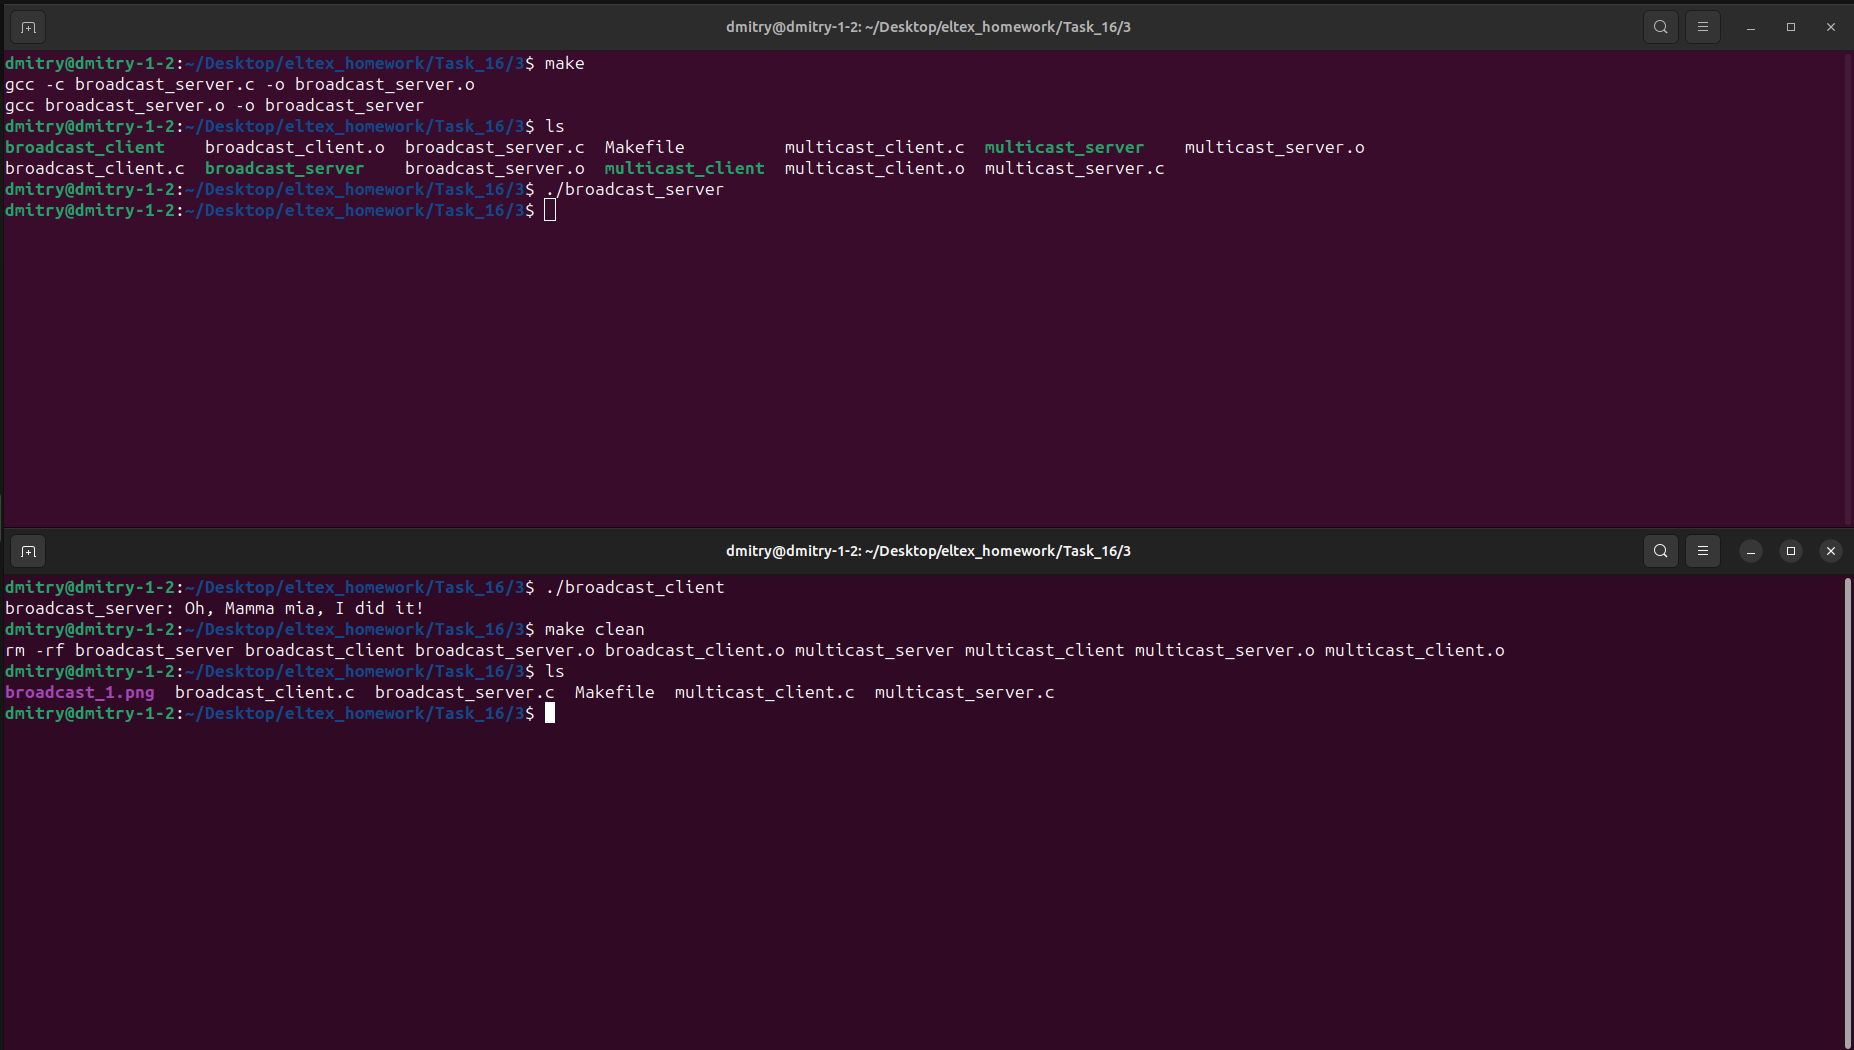 dmitry@dmitry-1-2: ~/Desktop/eltex_homework/Task_16/3
dmitry@dmitry-1-2:~/Desktop/eltex_homework/Task_16/3$ make
gcc -c broadcast_server.c -o broadcast_server.o
gcc broadcast_server.o -o broadcast_server
dmitry@dmitry-1-2:~/Desktop/eltex_homework/Task_16/3$ ls
broadcast_client    broadcast_client.o  broadcast_server.c  Makefile          multicast_client.c  multicast_server    multicast_server.o
broadcast_client.c  broadcast_server    broadcast_server.o  multicast_client  multicast_client.o  multicast_server.c
dmitry@dmitry-1-2:~/Desktop/eltex_homework/Task_16/3$ ./broadcast_server
dmitry@dmitry-1-2:~/Desktop/eltex_homework/Task_16/3$
dmitry@dmitry-1-2: ~/Desktop/eltex_homework/Task_16/3
dmitry@dmitry-1-2:~/Desktop/eltex_homework/Task_16/3$ ./broadcast_client
broadcast_server: Oh, Mamma mia, I did it!
dmitry@dmitry-1-2:~/Desktop/eltex_homework/Task_16/3$ make clean
rm -rf broadcast_server broadcast_client broadcast_server.o broadcast_client.o multicast_server multicast_client multicast_server.o multicast_client.o
dmitry@dmitry-1-2:~/Desktop/eltex_homework/Task_16/3$ ls
broadcast_1.png  broadcast_client.c  broadcast_server.c  Makefile  multicast_client.c  multicast_server.c
dmitry@dmitry-1-2:~/Desktop/eltex_homework/Task_16/3$